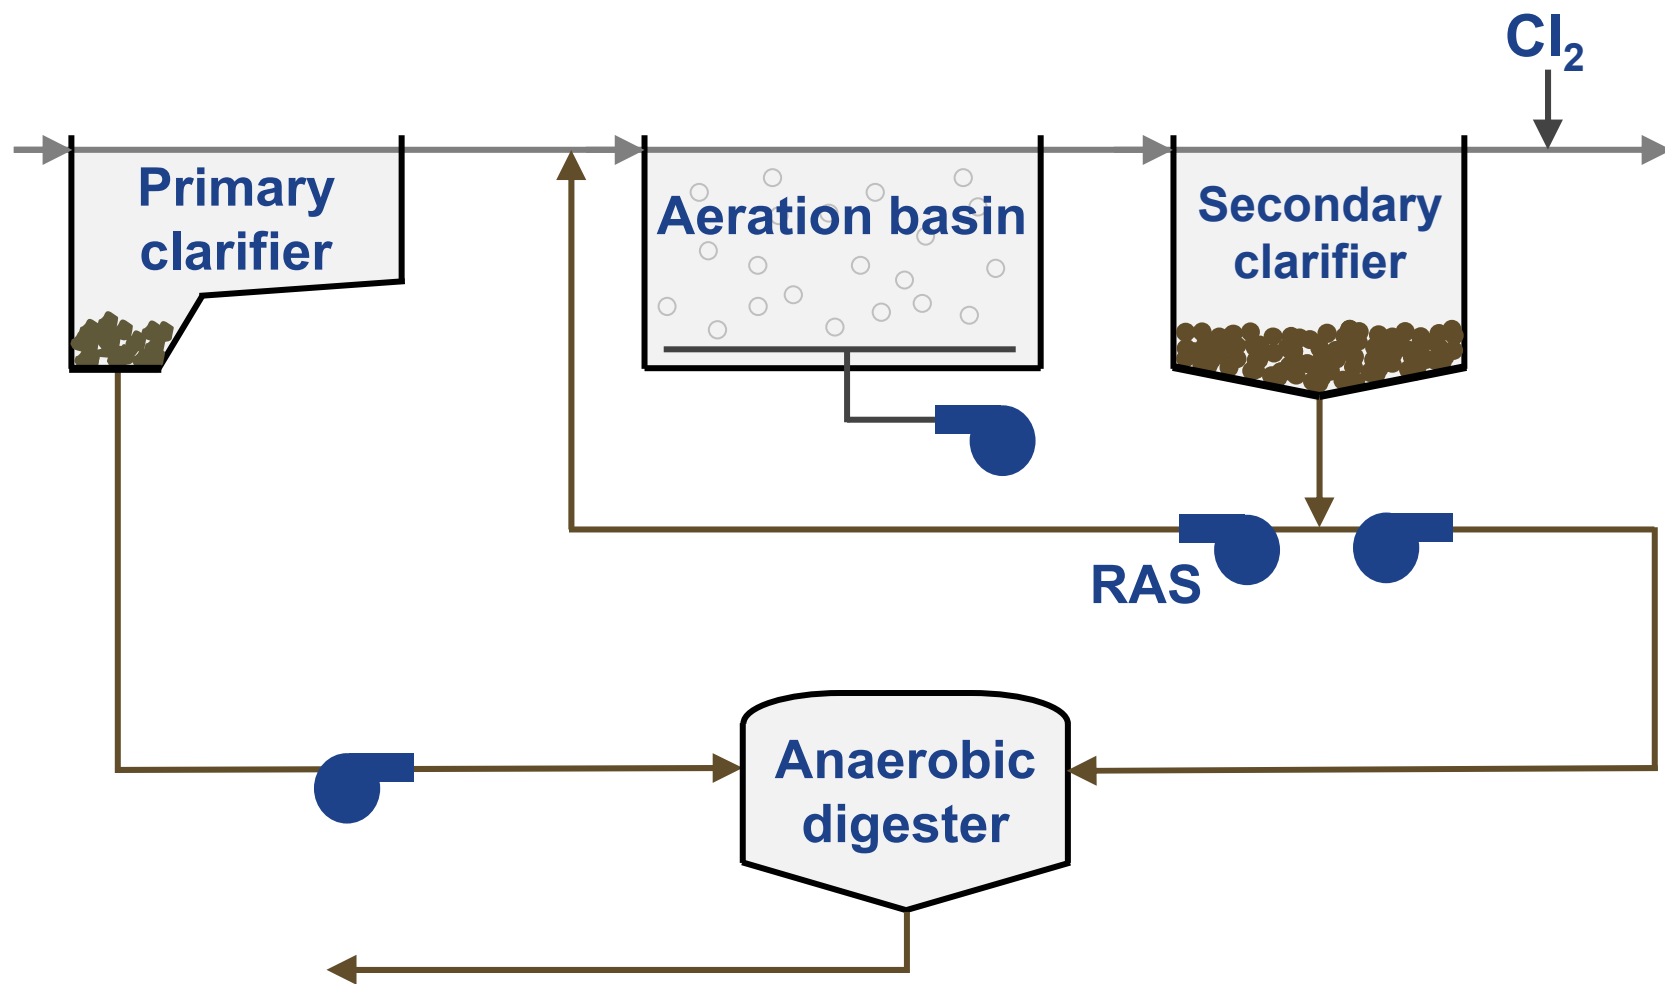 Cl₂
Primary
clarifier
Aeration basin
Secondary
clarifier
RAS
Anaerobic
digester